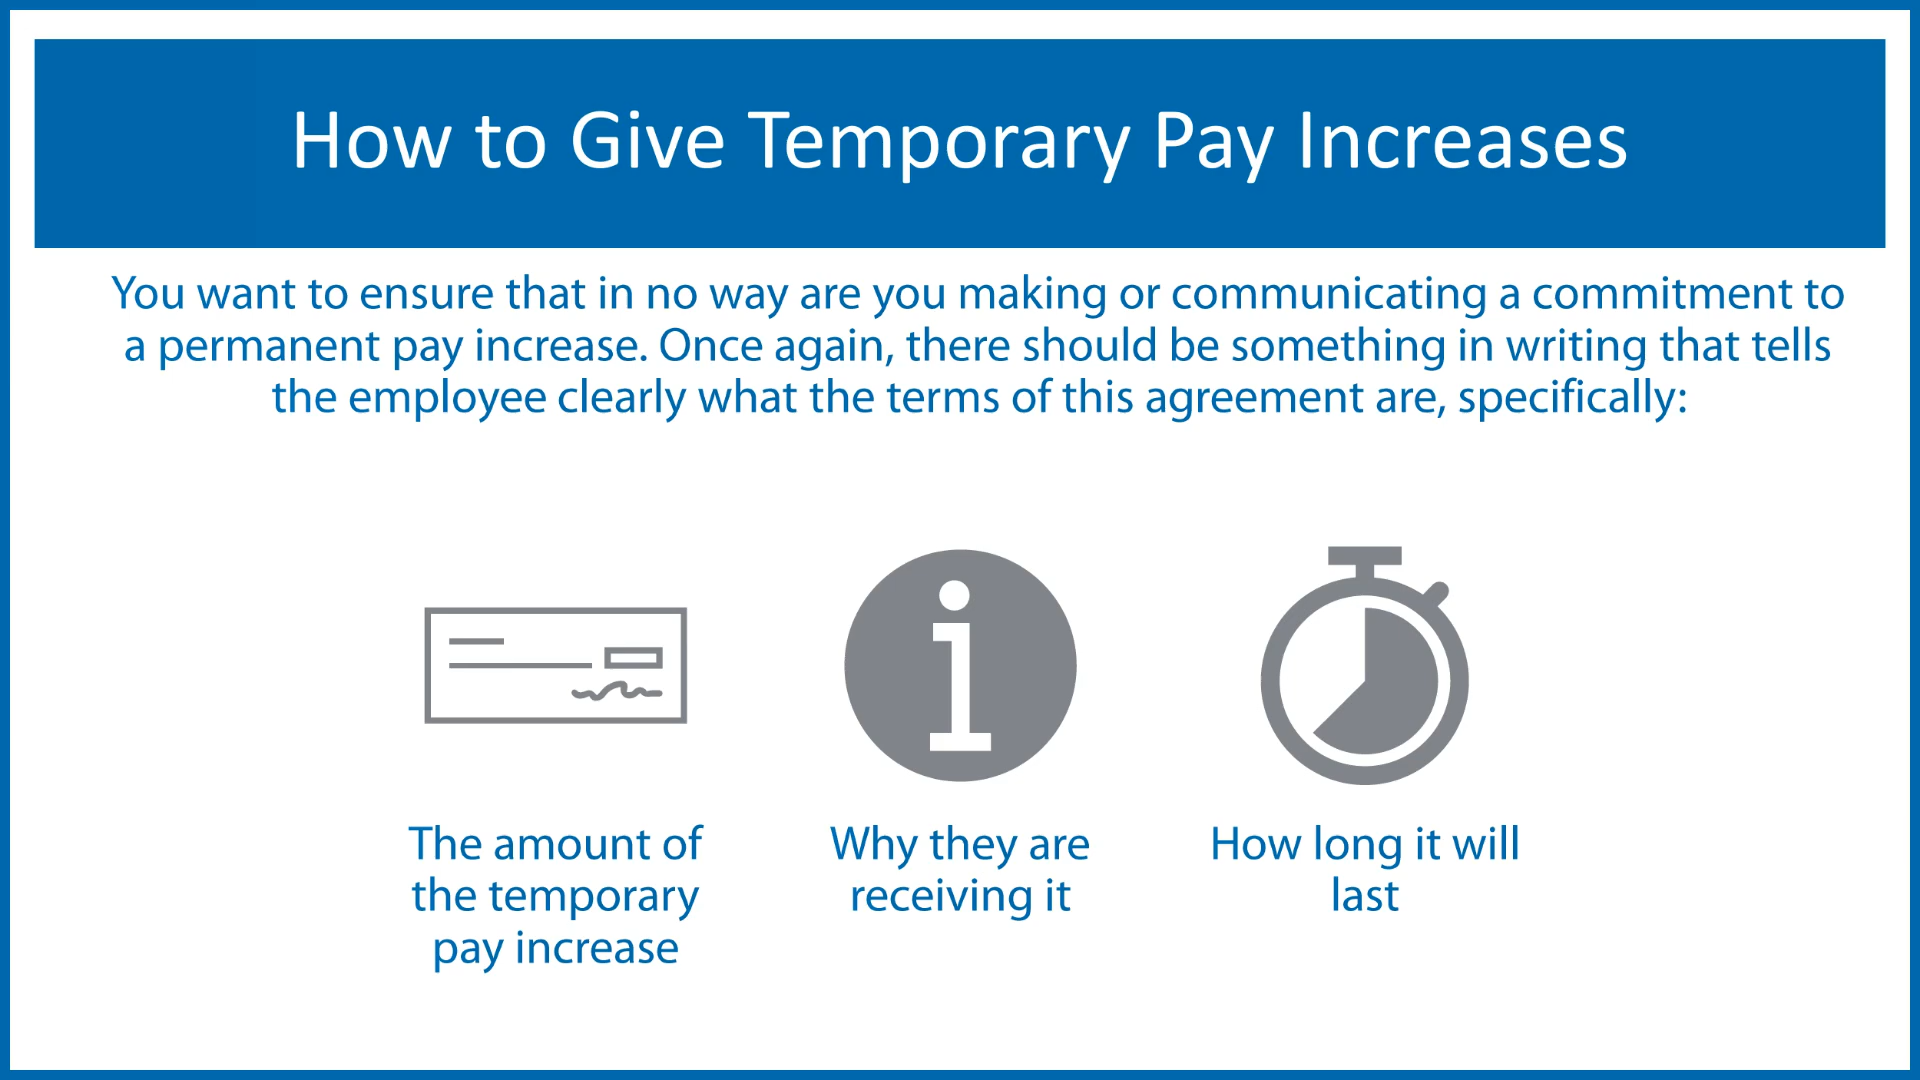 How to Give Temporary Pay Increases
You want to ensure that in no way are you making or communicating a commitment to
a permanent pay increase. Once again, there should be something in writing that tells
the employee clearly what the terms of this agreement are, specifically:
The amount of
the temporary
pay increase
Why they are
receiving it
How long it will
last